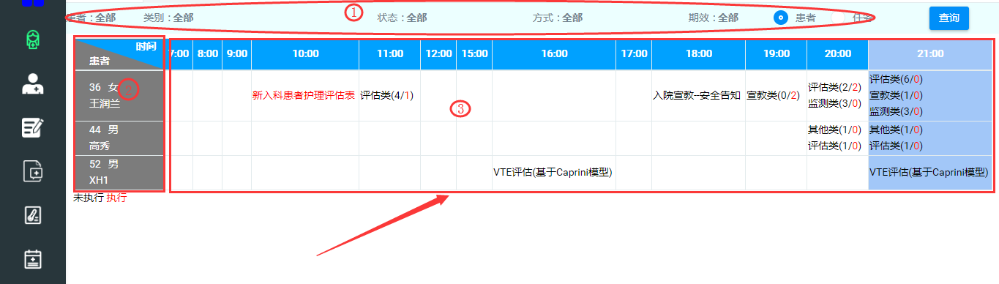 患者：全部 类别：全部 状态：全部 方式：全部 期效：全部 患者 任务 查询
①
时间 7:00 8:00 9:00 10:00 11:00 12:00 15:00 16:00 17:00 18:00 19:00 20:00 21:00
患者
36 女 ②
王润兰
新入科患者护理评估表 评估类(4/1) ③ 入院宣教--安全告知 宣教类(0/2)
评估类(2/2)
监测类(3/0)
评估类(6/0)
宣教类(1/0)
监测类(3/0)
44 男
高秀
其他类(1/0)
评估类(1/0)
其他类(1/0)
评估类(1/0)
52 男
XH1
VTE评估(基于Caprini模型) VTE评估(基于Caprini模型)
未执行 执行